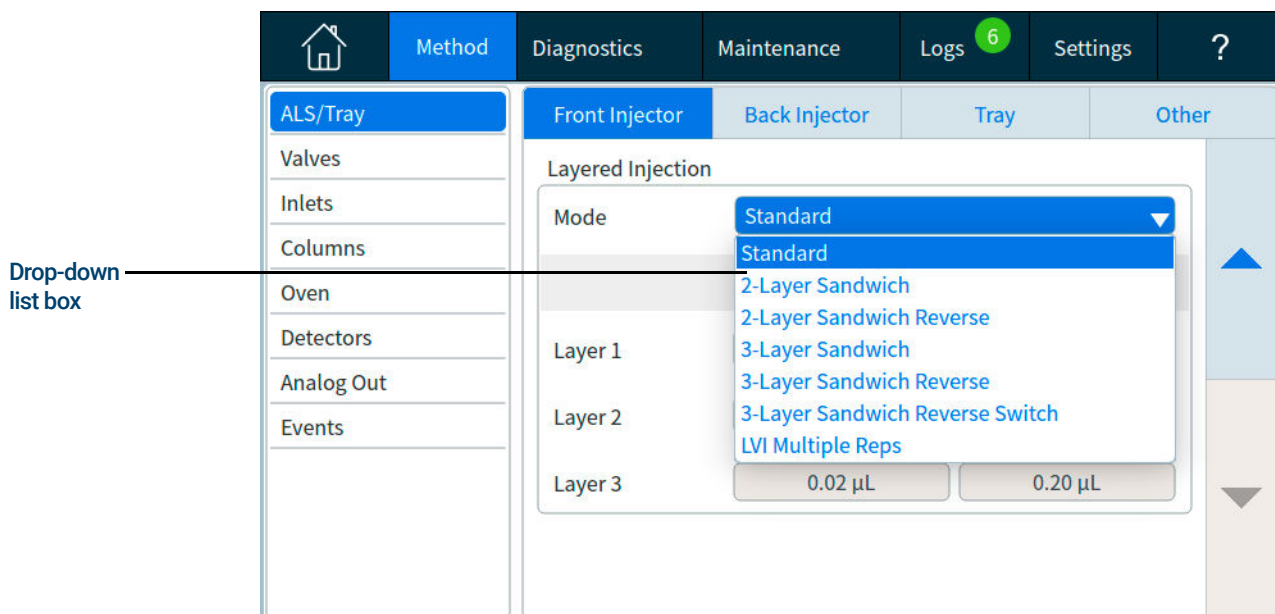 Method Diagnostics Maintenance Logs 6 Settings ?
ALS/Tray
Valves
Inlets
Columns
Oven
Detectors
Analog Out
Events
Front Injector Back Injector Tray Other
Layered Injection
Mode Standard
Standard
2-Layer Sandwich
2-Layer Sandwich Reverse
3-Layer Sandwich
3-Layer Sandwich Reverse
3-Layer Sandwich Reverse Switch
LVI Multiple Reps
Layer 1
Layer 2
Layer 3 0.02 µL 0.20 µL
Drop-down
list box